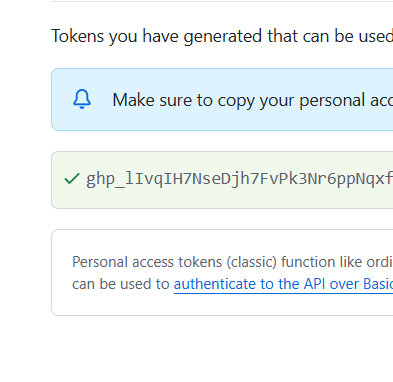 Tokens you have generated that can be used
Make sure to copy your personal acc
ghp_lIvqIH7NseDjh7FvPk3Nr6ppNqxf
Personal access tokens (classic) function like ordi
can be used to authenticate to the API over Basic